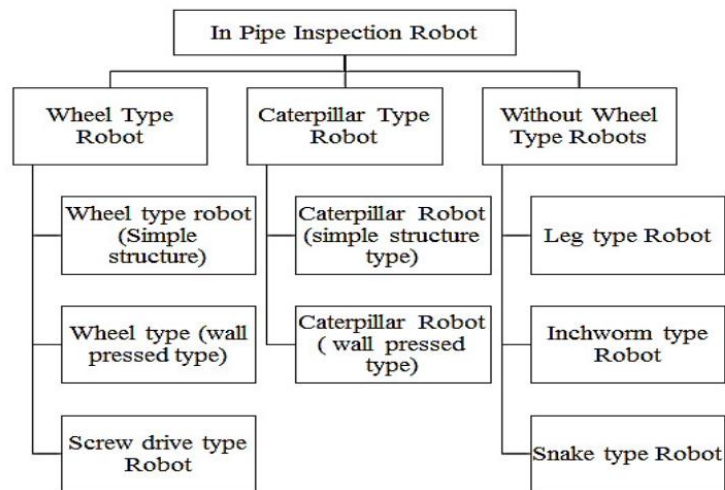 In Pipe Inspection Robot
Wheel Type
Robot
Caterpillar Type
Robot
Without Wheel
Type Robots
Wheel type robot
(Simple
structure)
Caterpillar Robot
(simple structure
type)
Leg type Robot
Wheel type (wall
pressed type)
Caterpillar Robot
( wall pressed
type)
Inchworm type
Robot
Screw drive type
Robot
Snake type Robot